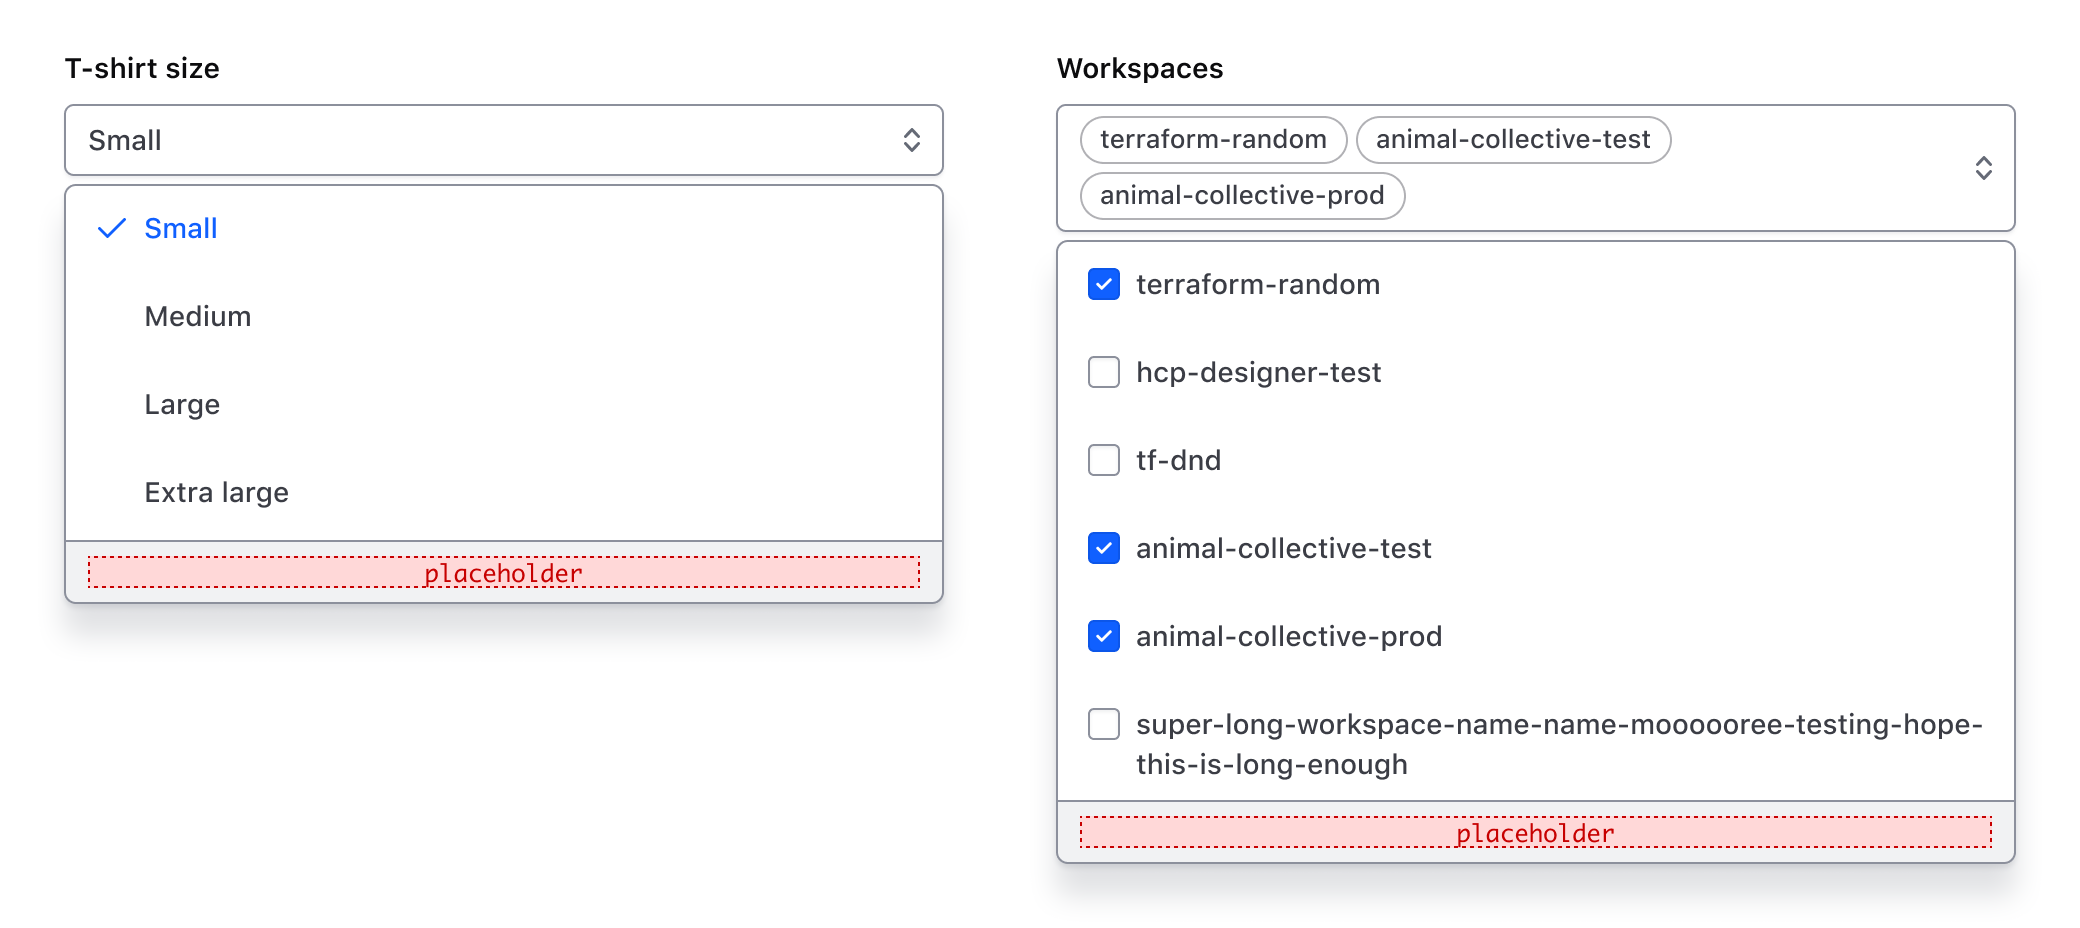 T-shirt size
Small
Small
Medium
Large
Extra large
placeholder
Workspaces
terraform-random animal-collective-test
animal-collective-prod
terraform-random
hcp-designer-test
tf-dnd
animal-collective-test
animal-collective-prod
super-long-workspace-name-name-moooooree-testing-hope-
this-is-long-enough
placeholder